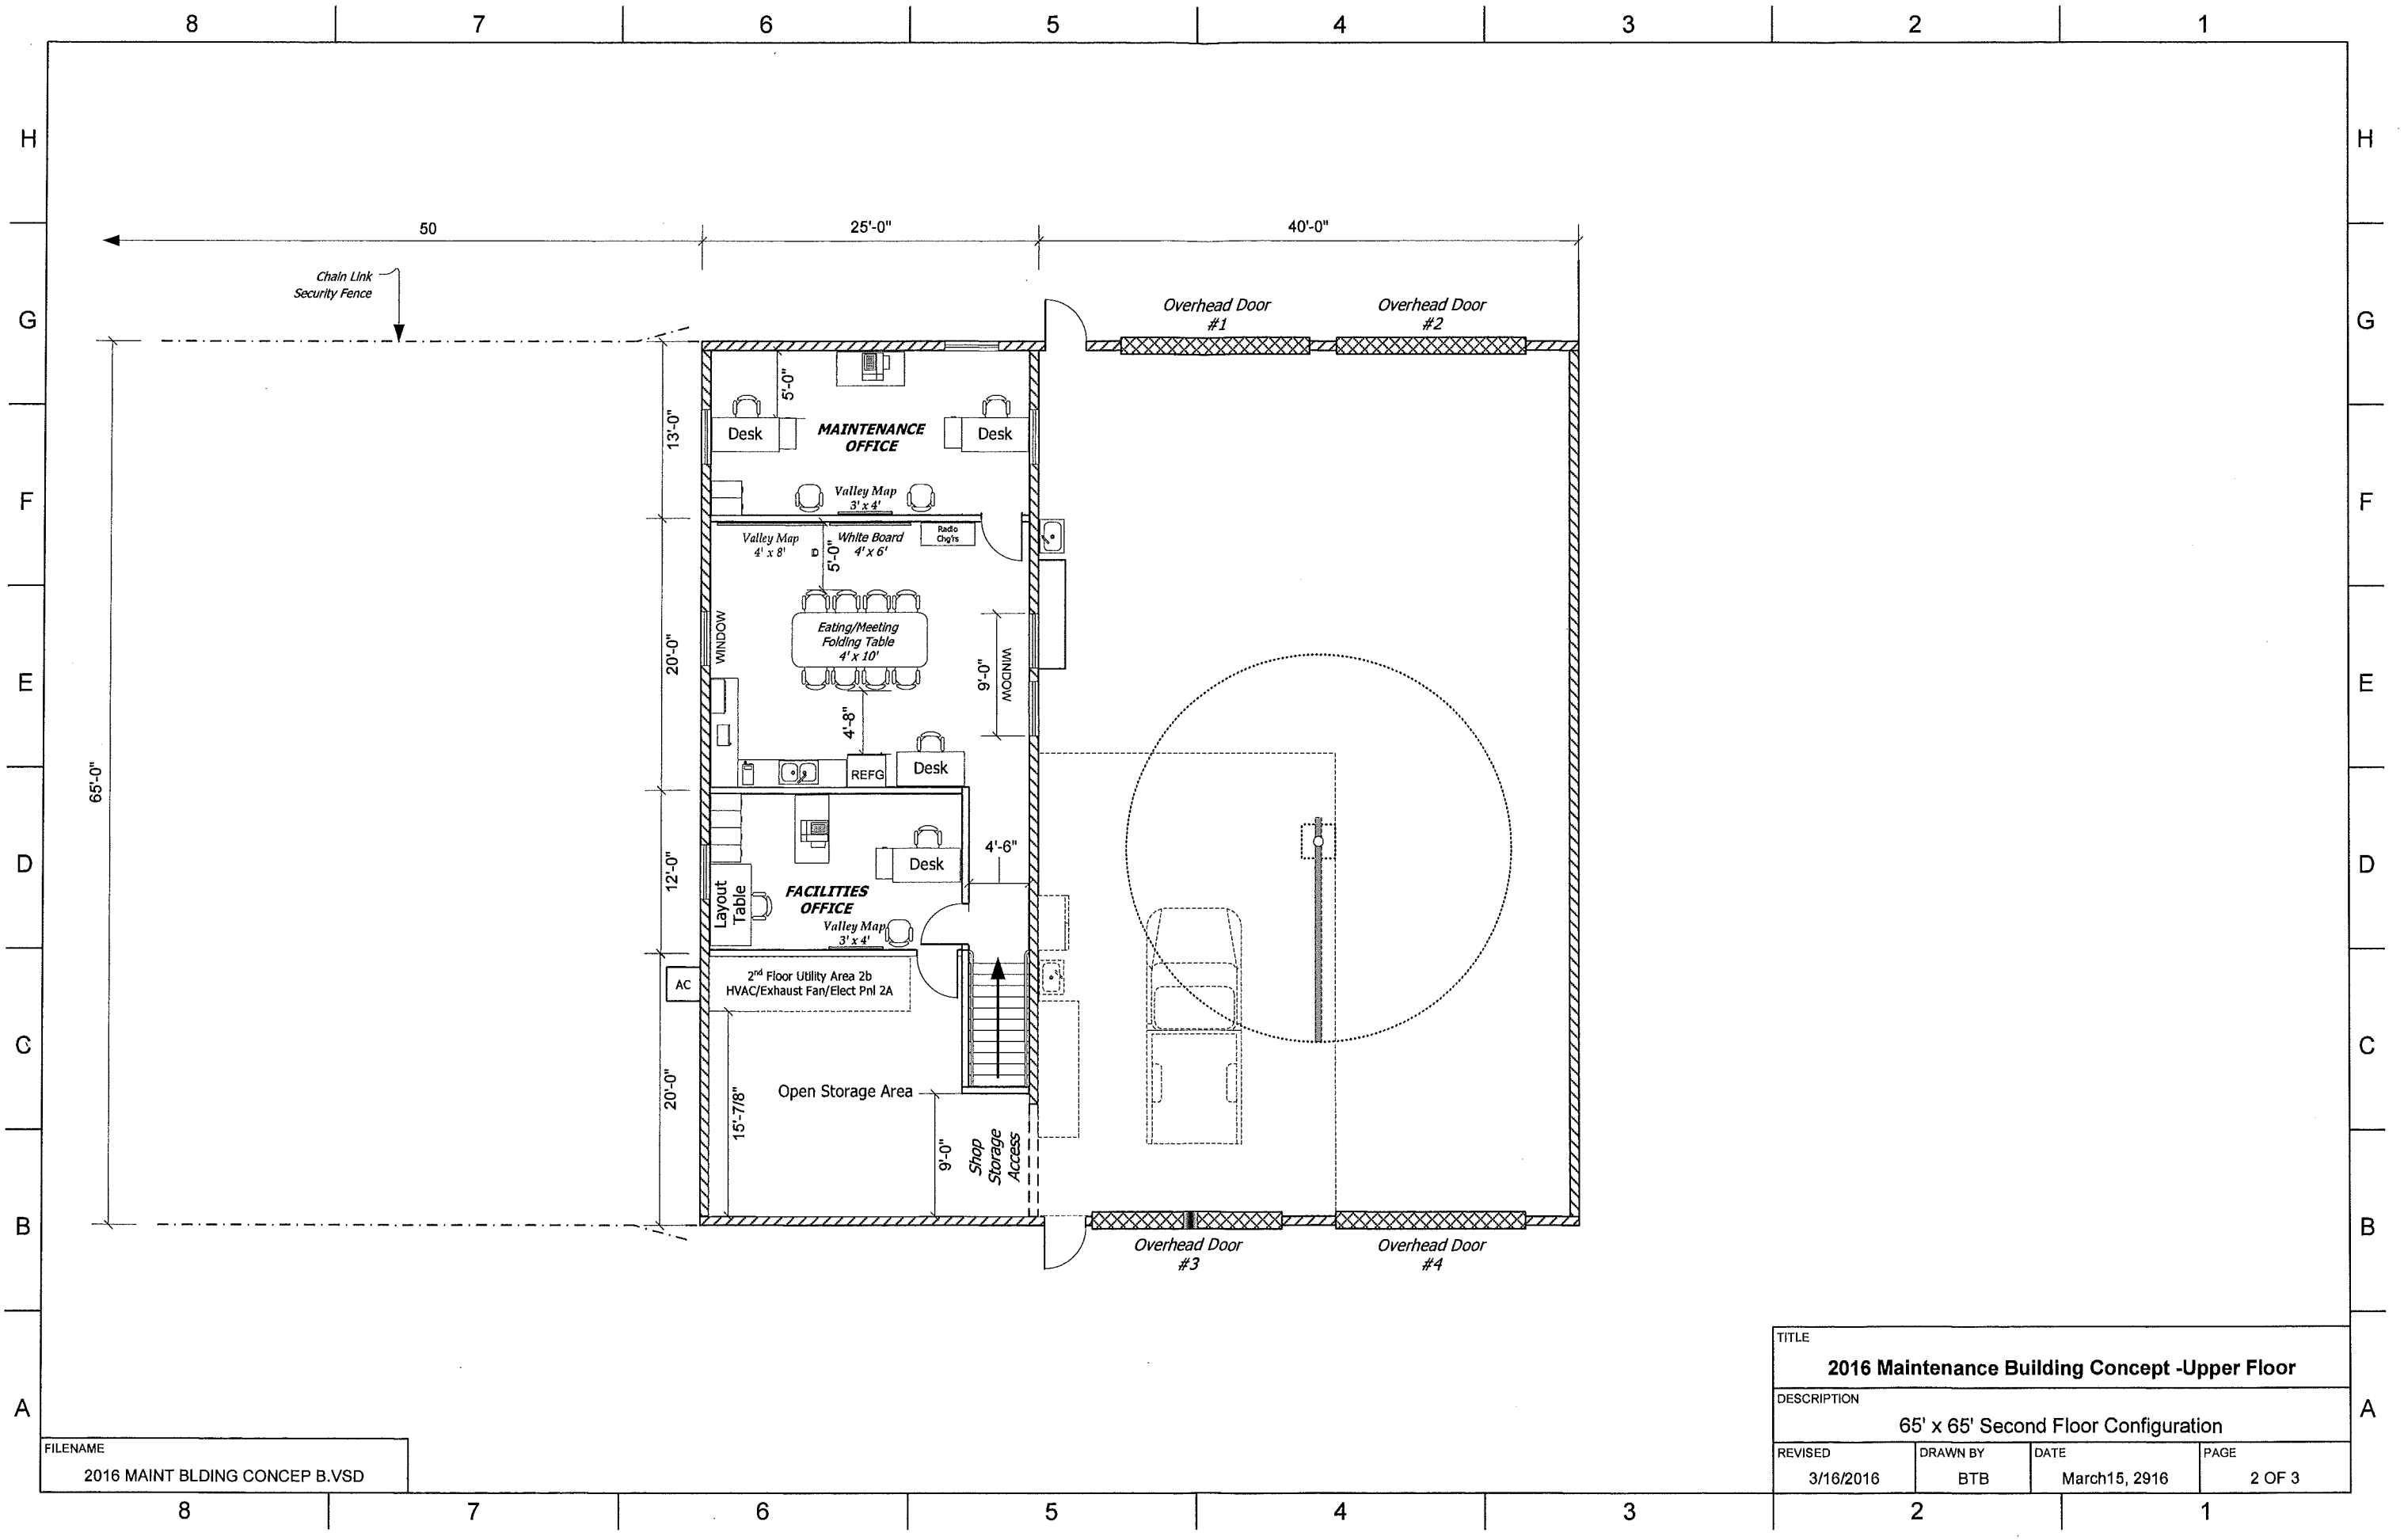 8 7 6 5 4 3 2 1
H H
50 25'-0" 40'-0"
Chain Link
Security Fence
G G
Overhead Door
#1
Overhead Door
#2
5'-0"
13'-0"
Desk
MAINTENANCE
OFFICE
Desk
Valley Map
3' x 4'
F F
Valley Map
4' x 8'
5'-0"
White Board
4' x 6'
Radio
Chg'rs
WINDOW
20'-0"
Eating/Meeting
Folding Table
4' x 10'
9'-0"
WINDOW
E E
4'-8"
REFG
Desk
65'-0"
12'-0"
4'-6"
D D
Desk
Layout
Table
FACILITIES
OFFICE
Valley Map
3' x 4'
AC
2nd Floor Utility Area 2b
HVAC/Exhaust Fan/Elect Pnl 2A
C C
20'-0"
15'-7/8"
Open Storage Area
9'-0"
Shop
Storage
Access
B B
Overhead Door
#3
Overhead Door
#4
A A
TITLE
2016 Maintenance Building Concept -Upper Floor
DESCRIPTION
65' x 65' Second Floor Configuration
REVISED
3/16/2016
DRAWN BY
BTB
DATE
March15, 2916
PAGE
2 OF 3
FILENAME
2016 MAINT BLDING CONCEP B.VSD
8 7 6 5 4 3 2 1